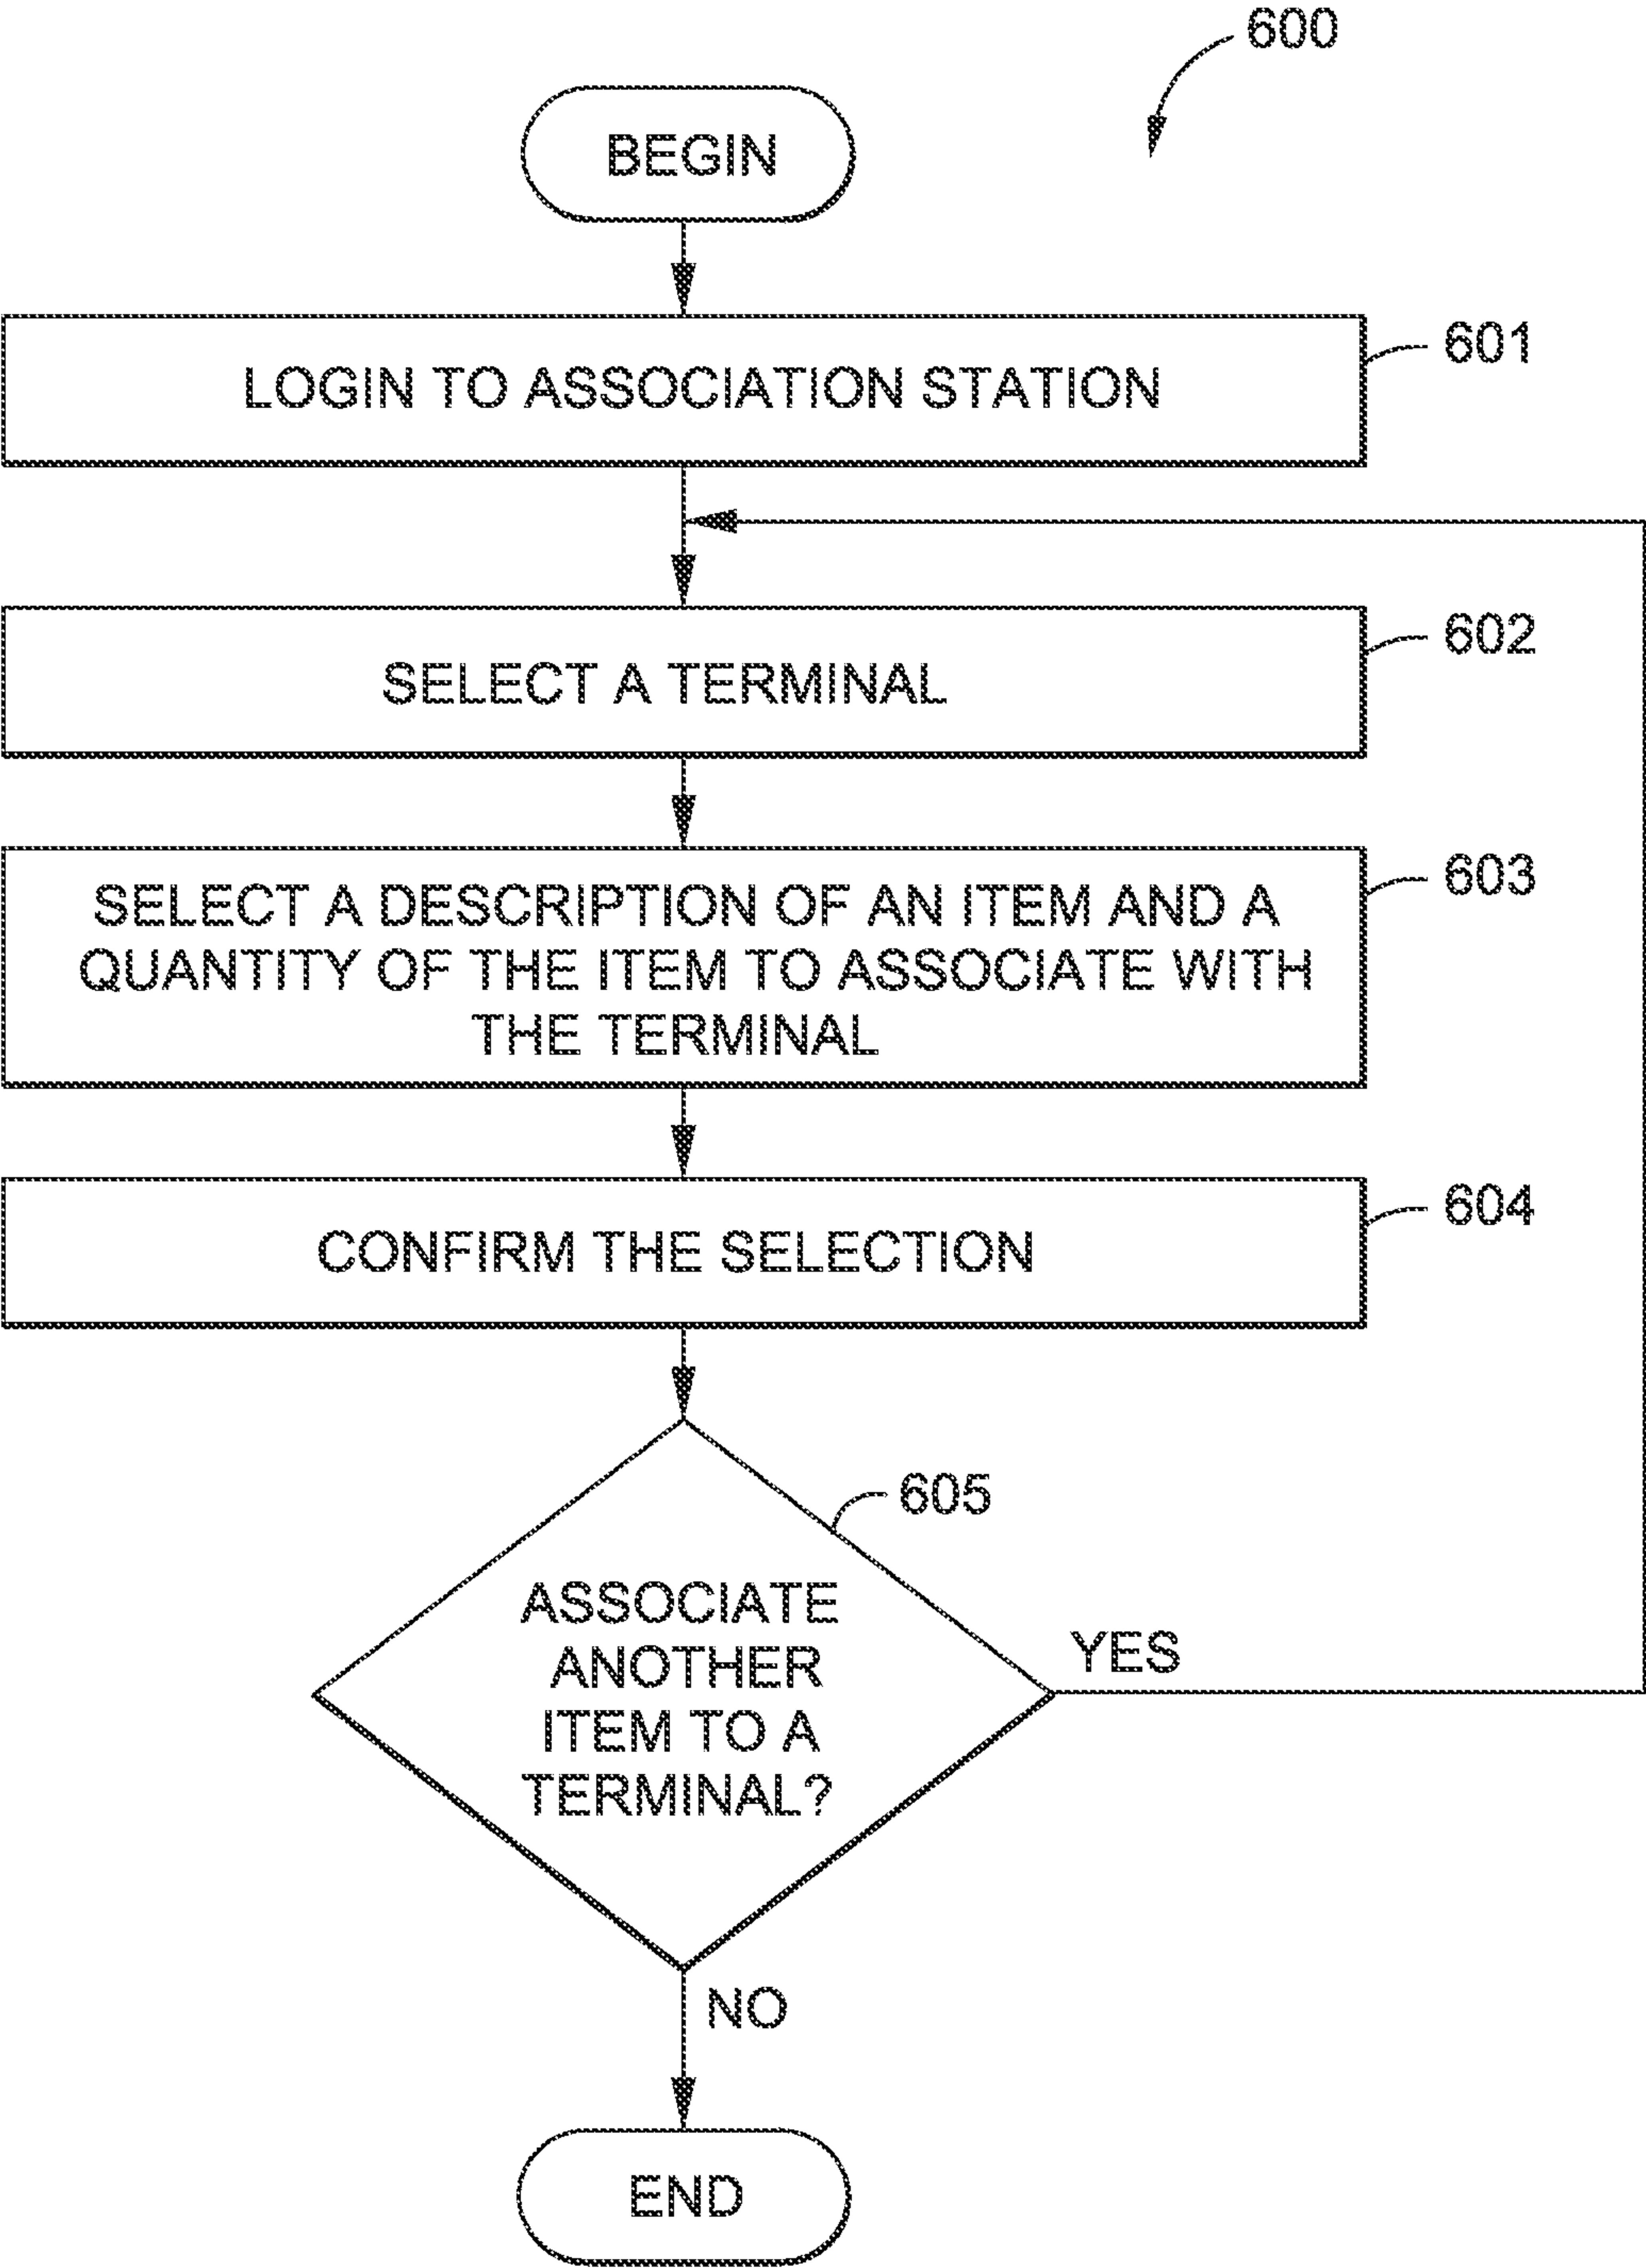 600
BEGIN
LOGIN TO ASSOCIATION STATION
601
SELECT A TERMINAL
602
SELECT A DESCRIPTION OF AN ITEM AND A
QUANTITY OF THE ITEM TO ASSOCIATE WITH
THE TERMINAL
603
CONFIRM THE SELECTION
604
605
ASSOCIATE
ANOTHER
ITEM TO A
TERMINAL?
YES
NO
END